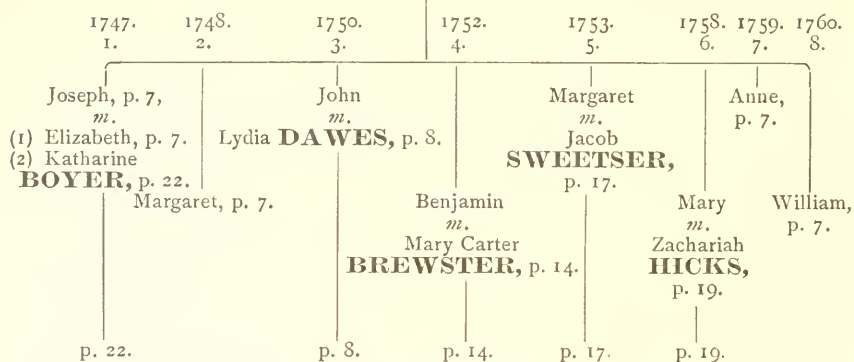 1747. 1748. 1750. 1752. 1753. 1758. 1759. 1760.
1. 2. 3. 4. 5. 6. 7. 8.
Joseph, p. 7,
m.
(1) Elizabeth, p. 7.
(2) Katharine
BOYER, p. 22.
Margaret, p. 7.
John
m.
Lydia DAWES, p. 8.
Benjamin
m.
Mary Carter
BREWSTER, p. 14.
Margaret
m.
Jacob
SWEETSER,
p. 17.
Mary
m.
Zachariah
HICKS,
p. 19.
Anne,
p. 7.
William,
p. 7.
p. 22. p. 8. p. 14. p. 17. p. 19.